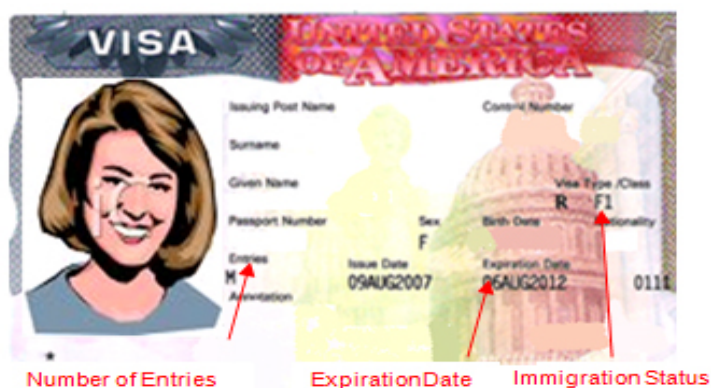 VISA
UNITED STATES
OF AMERICA
Issuing Post Name Control Number
Surname
Given Name Visa Type /Class
R F1
Passport Number Sex Birth Date
F
Entries Issue Date Expiration Date
M 09AUG2007 06AUG2012 0111
Annotation
*
Number of Entries ExpirationDate Immigration Status